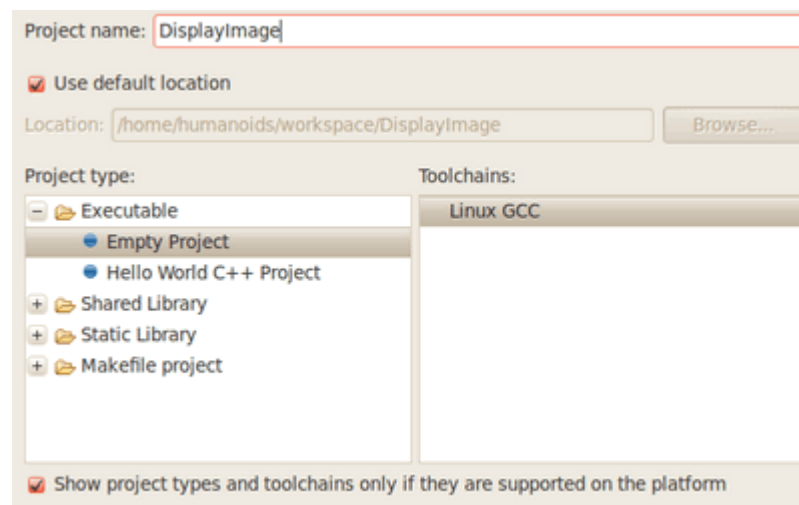 Project name: DisplayImage
Use default location
Location: /home/humanoids/workspace/DisplayImage Browse...
Project type: Toolchains:
Executable Linux GCC
Empty Project
Hello World C++ Project
Shared Library
Static Library
Makefile project
Show project types and toolchains only if they are supported on the platform